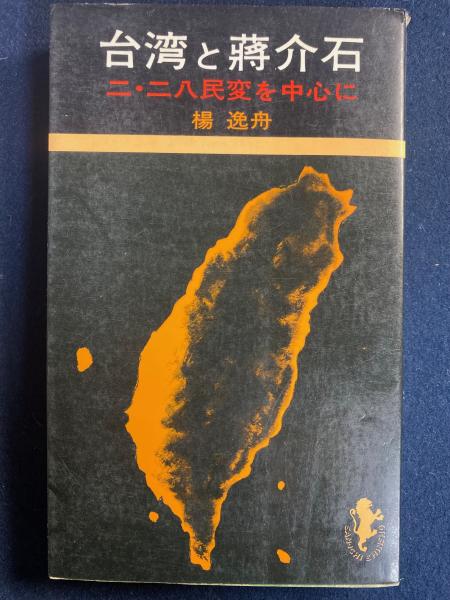 台湾と蔣介石
二・二八民変を中心に
楊 逸舟